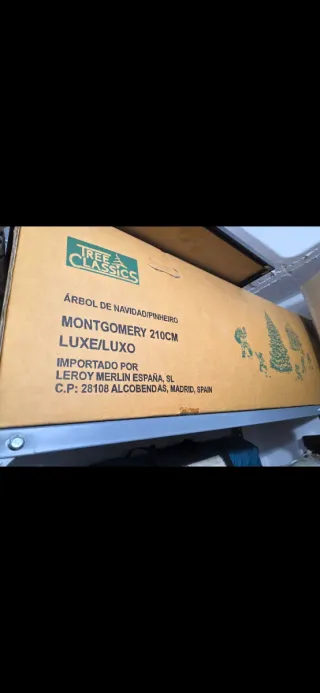 TREE
CLASSICS
ÁRBOL DE NAVIDAD/PINHEIRO
MONTGOMERY 210CM
LUXE/LUXO
IMPORTADO POR
LEROY MERLIN ESPAÑA, SL
C.P: 28108 ALCOBENDAS, MADRID, SPAIN